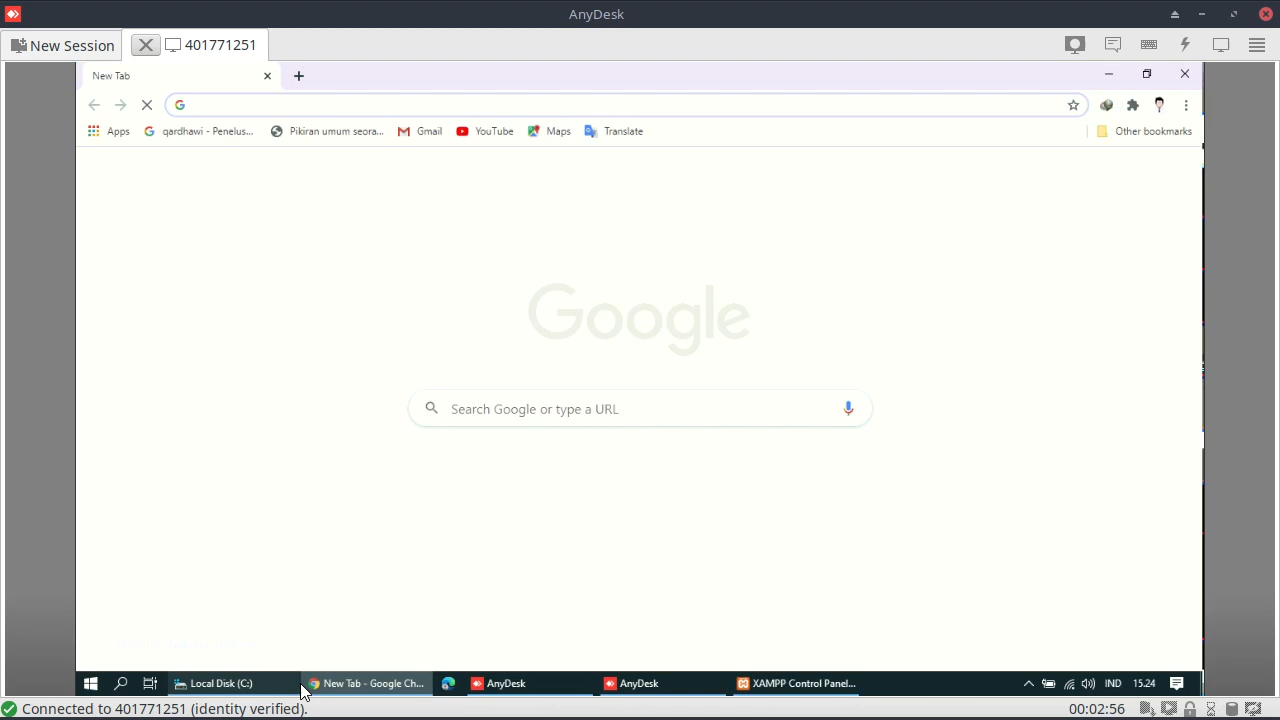 AnyDesk
New Session
401771251
New Tab
Apps
qardhawi - Penelus...
Pikiran umum seora...
Gmail
YouTube
Maps
Translate
Other bookmarks
Google
Search Google or type a URL
Local Disk (C:)
New Tab - Google Ch...
AnyDesk
AnyDesk
XAMPP Control Panel...
IND
15.24
Connected to 401771251 (identity verified).
00:02:56